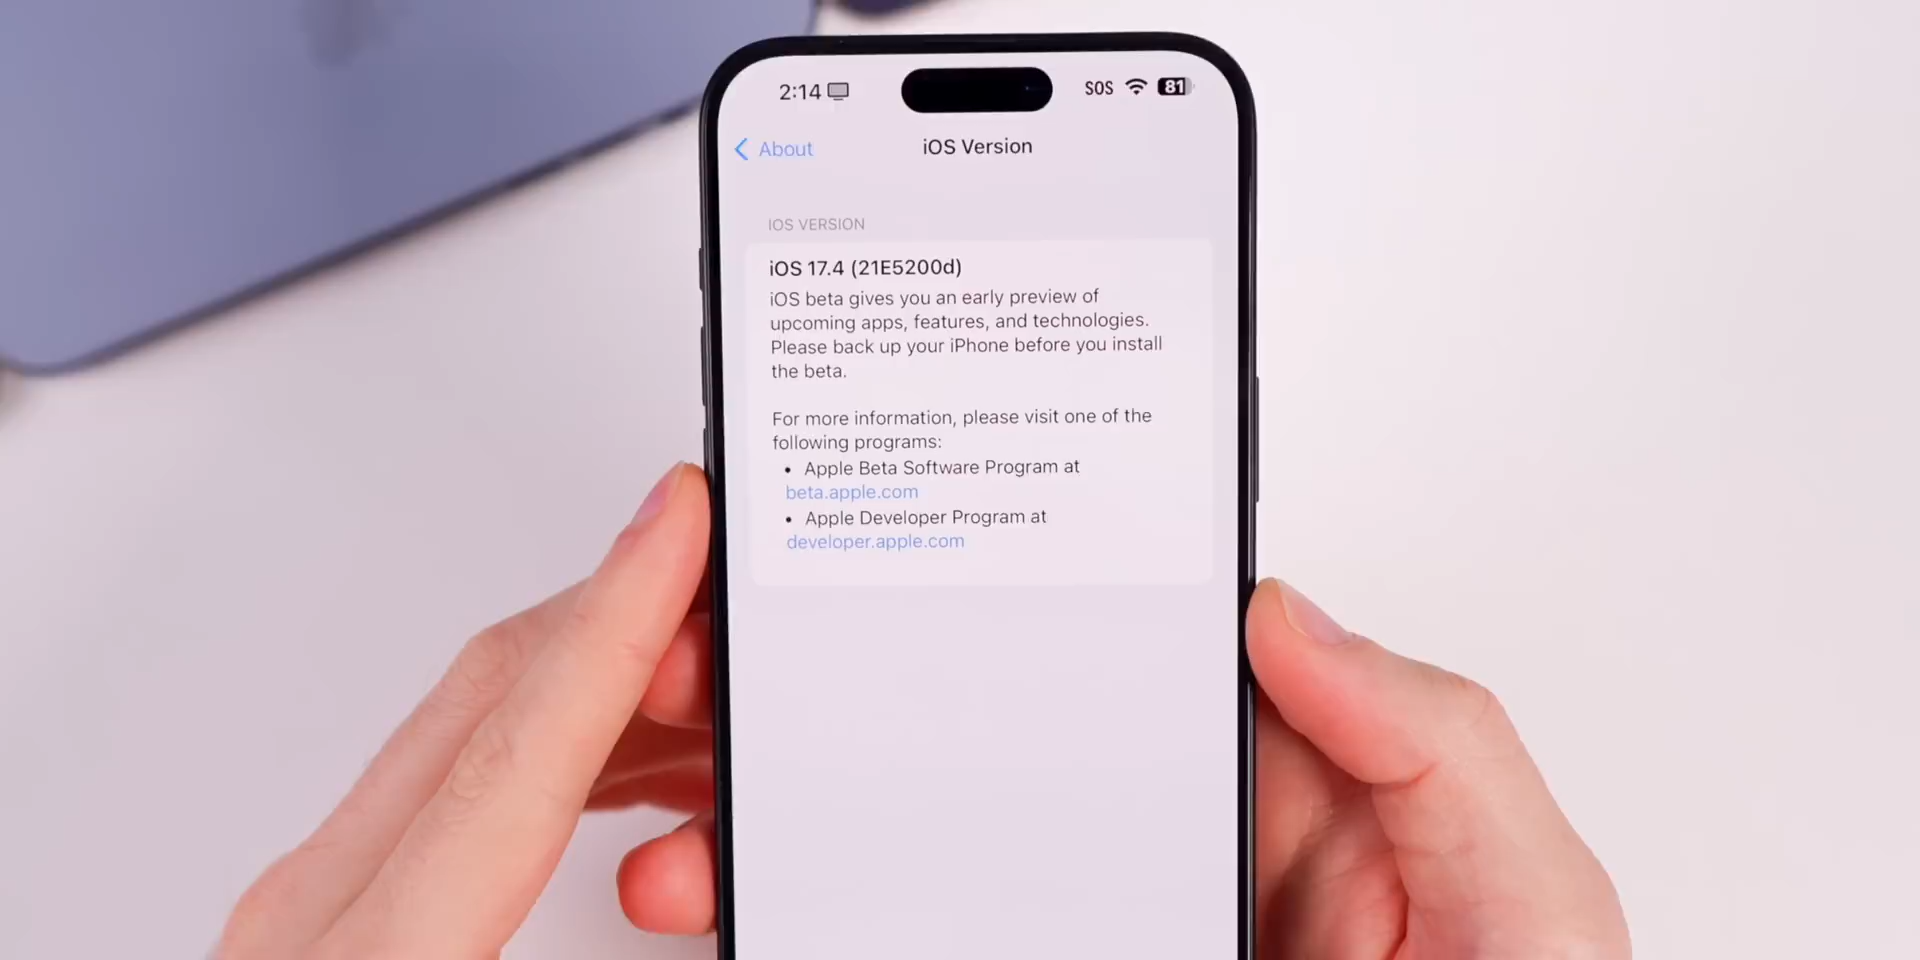 2:14
SOS
81
About
iOS Version
IOS VERSION
iOS 17.4 (21E5200d)
iOS beta gives you an early preview of
upcoming apps, features, and technologies.
Please back up your iPhone before you install
the beta.
For more information, please visit one of the
following programs:
• Apple Beta Software Program at
beta.apple.com
• Apple Developer Program at
developer.apple.com